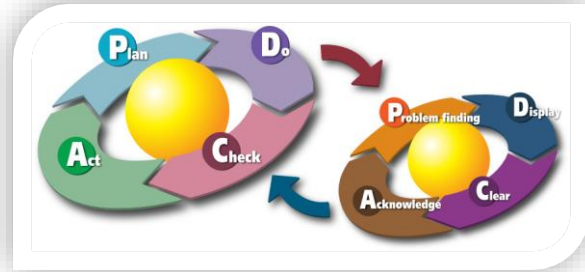 Plan
Do
Check
Act
Problem finding
Display
Clear
Acknowledge